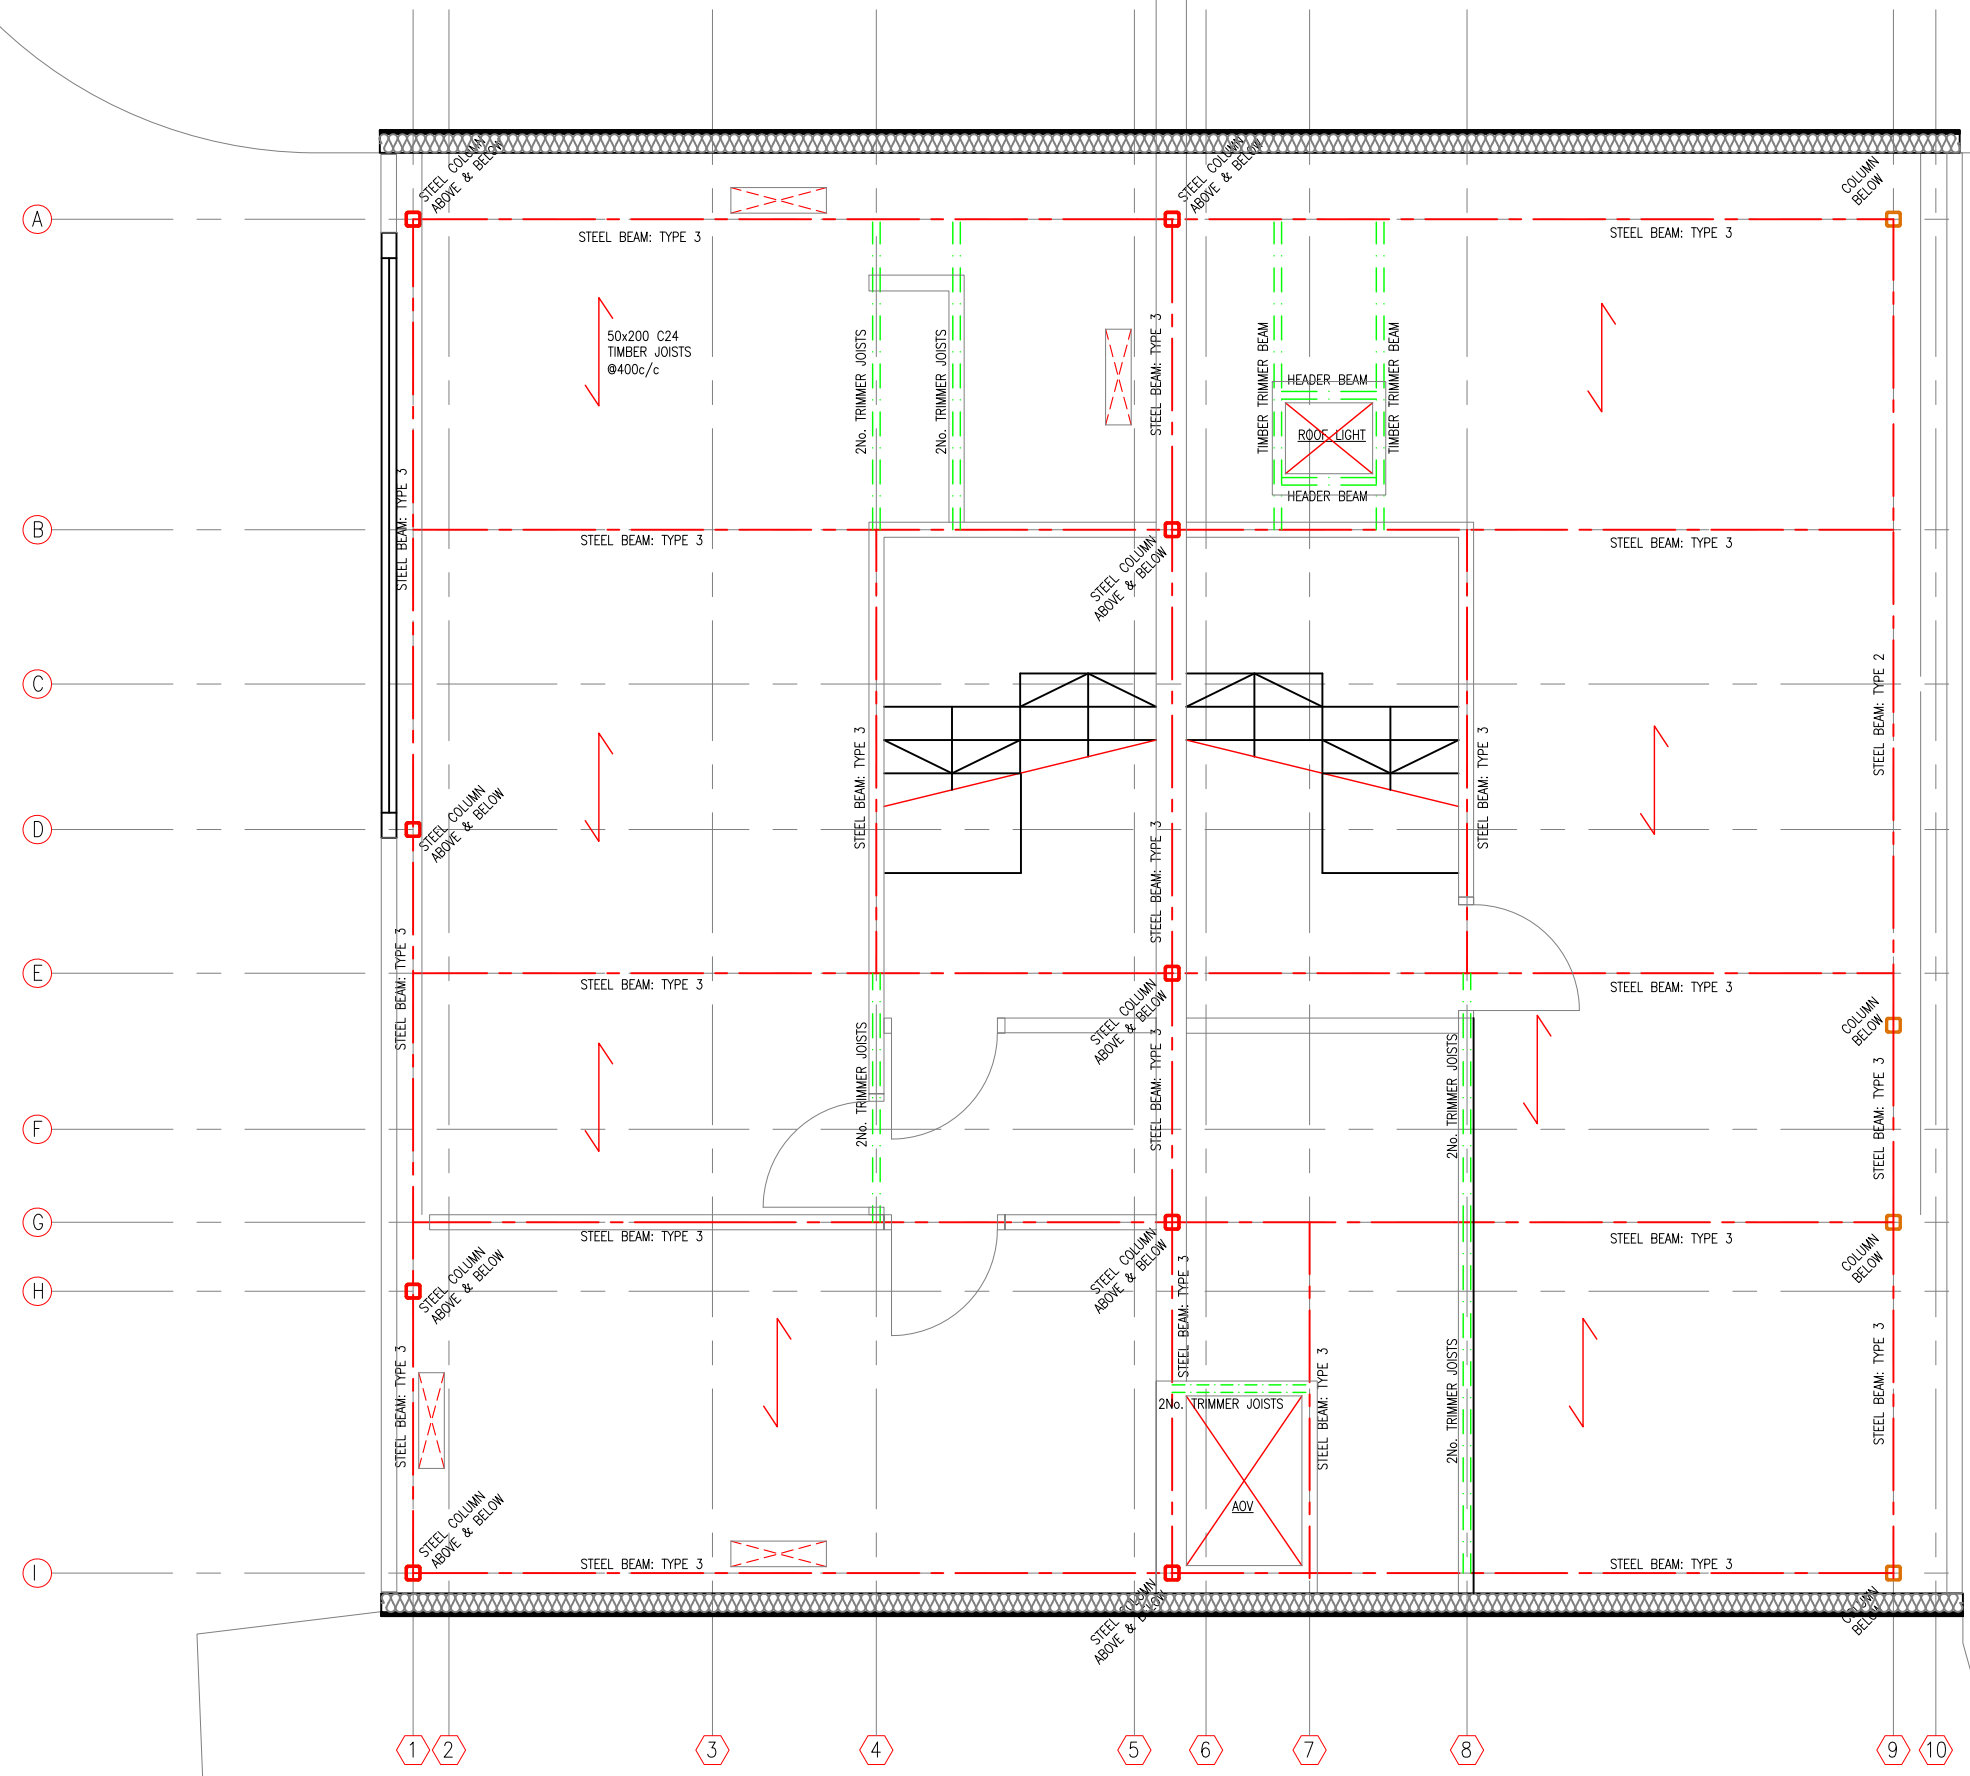 STEEL COLUMN
ABOVE & BELOW
STEEL COLUMN
ABOVE & BELOW
COLUMN
BELOW
A
STEEL BEAM: TYPE 3
STEEL BEAM: TYPE 3
50x200 C24
TIMBER JOISTS
@400c/c
2No. TRIMMER JOISTS
2No. TRIMMER JOISTS
STEEL BEAM: TYPE 3
TIMBER TRIMMER BEAM
HEADER BEAM
TIMBER TRIMMER BEAM
ROOF LIGHT
HEADER BEAM
STEEL BEAM: TYPE 3
B
STEEL BEAM: TYPE 3
STEEL BEAM: TYPE 3
STEEL COLUMN
ABOVE & BELOW
C
STEEL BEAM: TYPE 2
STEEL BEAM: TYPE 3
STEEL BEAM: TYPE 3
D
STEEL COLUMN
ABOVE & BELOW
STEEL BEAM: TYPE 3
STEEL BEAM: TYPE 3
E
STEEL BEAM: TYPE 3
STEEL BEAM: TYPE 3
STEEL COLUMN
ABOVE & BELOW
COLUMN
BELOW
2No. TRIMMER JOISTS
STEEL BEAM: TYPE 3
2No. TRIMMER JOISTS
STEEL BEAM: TYPE 3
F
G
STEEL BEAM: TYPE 3
STEEL BEAM: TYPE 3
STEEL COLUMN
ABOVE & BELOW
COLUMN
BELOW
H
STEEL COLUMN
ABOVE & BELOW
STEEL BEAM: TYPE 3
STEEL BEAM: TYPE 3
STEEL BEAM: TYPE 3
2No. TRIMMER JOISTS
STEEL BEAM: TYPE 3
2No. TRIMMER JOISTS
AOV
STEEL COLUMN
ABOVE & BELOW
I
STEEL BEAM: TYPE 3
STEEL BEAM: TYPE 3
STEEL COLUMN
ABOVE & BELOW
COLUMN
BELOW
1
2
3
4
5
6
7
8
9
10